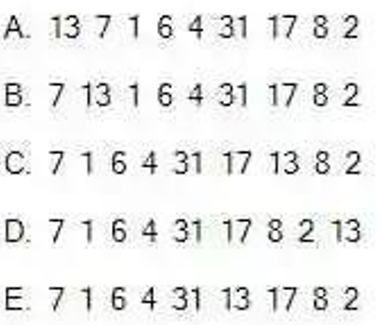 A. 13 7 1 6 4 31 17 8 2
B. 7 13 1 6 4 31 17 8 2
C. 7 1 6 4 31 17 13 8 2
D. 7 1 6 4 31 17 8 2 13
E. 7 1 6 4 31 13 17 8 2